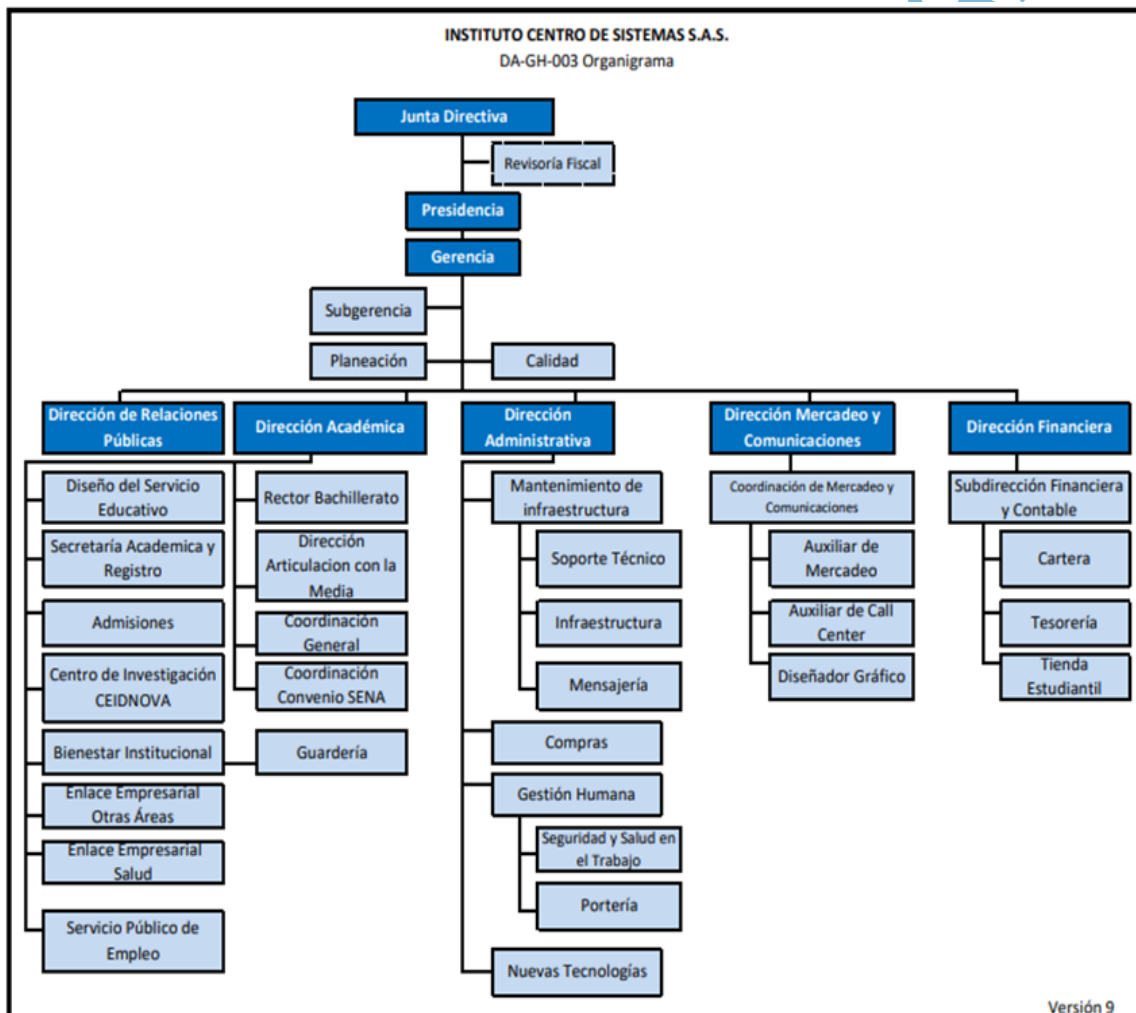 INSTITUTO CENTRO DE SISTEMAS S.A.S.
DA-GH-003 Organigrama
Junta Directiva
Revisoría Fiscal
Presidencia
Gerencia
Subgerencia
Planeación
Calidad
Dirección de Relaciones
Públicas
Dirección Académica
Dirección
Administrativa
Dirección Mercadeo y
Comunicaciones
Dirección Financiera
Diseño del Servicio
Educativo
Secretaría Academica y
Registro
Admisiones
Centro de Investigación
CEIDNOVA
Bienestar Institucional
Enlace Empresarial
Otras Áreas
Enlace Empresarial
Salud
Servicio Público de
Empleo
Rector Bachillerato
Dirección
Articulacion con la
Media
Coordinación
General
Coordinación
Convenio SENA
Guardería
Mantenimiento de
infraestructura
Soporte Técnico
Infraestructura
Mensajería
Compras
Gestión Humana
Seguridad y Salud en
el Trabajo
Portería
Nuevas Tecnologías
Coordinación de Mercadeo y
Comunicaciones
Auxiliar de
Mercadeo
Auxiliar de Call
Center
Diseñador Gráfico
Subdirección Financiera
y Contable
Cartera
Tesorería
Tienda
Estudiantil
Versión 9